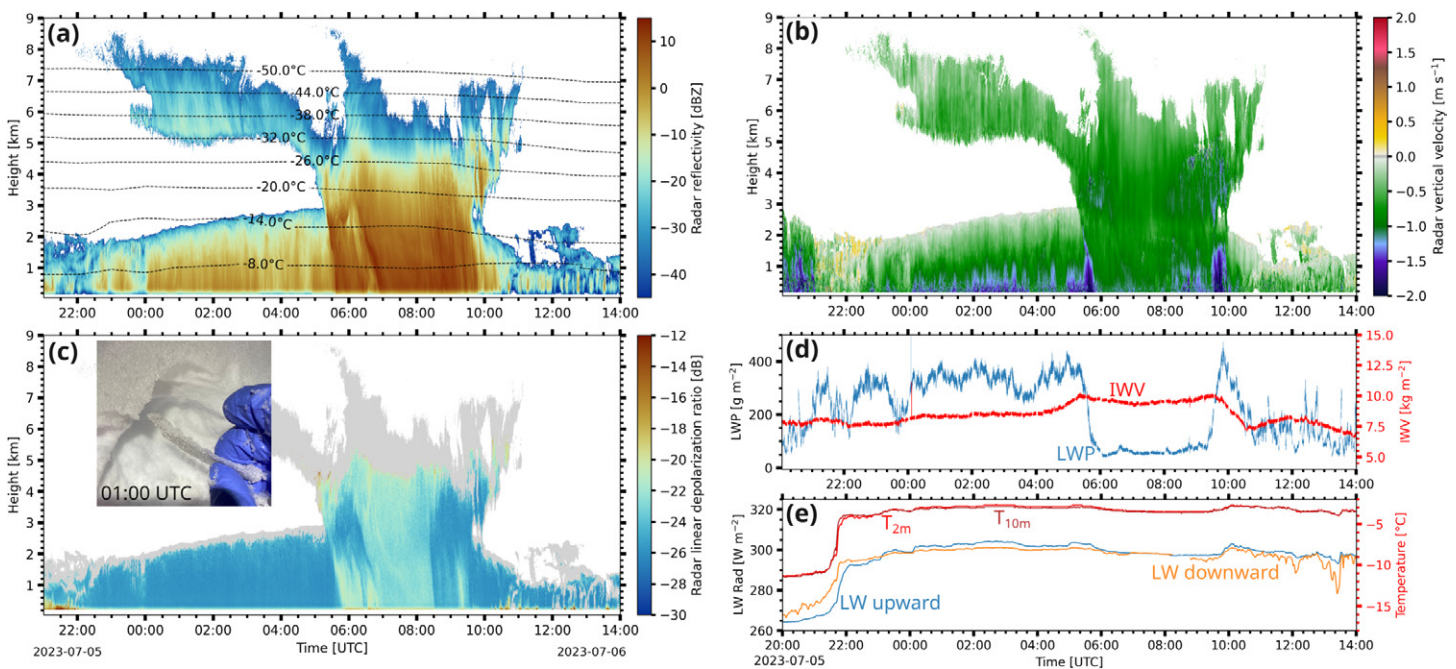 (a)
9
8
7
6
5
4
3
2
1
Height [km]
-50.0°C
-44.0°C
-38.0°C
-32.0°C
-26.0°C
-20.0°C
-14.0°C
-8.0°C
22:00 00:00 02:00 04:00 06:00 08:00 10:00 12:00 14:00
Time [UTC]
10
0
−10
−20
−30
−40
Radar reflectivity [dBZ]
(b)
9
8
7
6
5
4
3
2
1
Height [km]
22:00 00:00 02:00 04:00 06:00 08:00 10:00 12:00 14:00
2.0
1.5
1.0
0.5
0.0
−0.5
−1.0
−1.5
−2.0
Radar vertical velocity [m s⁻¹]
(c)
9
8
7
6
5
4
3
2
1
Height [km]
01:00 UTC
22:00 00:00 02:00 04:00 06:00 08:00 10:00 12:00 14:00
2023-07-05 Time [UTC] 2023-07-06
−12
−14
−16
−18
−20
−22
−24
−26
−28
−30
Radar linear depolarization ratio [dB]
(d)
400
200
0
LWP [g m⁻²]
IWV
LWP
22:00 00:00 02:00 04:00 06:00 08:00 10:00 12:00 14:00
15.0
12.5
10.0
7.5
5.0
IWV [kg m⁻²]
(e)
320
300
280
260
LW Rad [W m⁻²]
T2m
T10m
LW upward
LW downward
−5
−10
−15
Temperature [°C]
20:00 22:00 00:00 02:00 04:00 06:00 08:00 10:00 12:00 14:00
2023-07-05 Time [UTC]